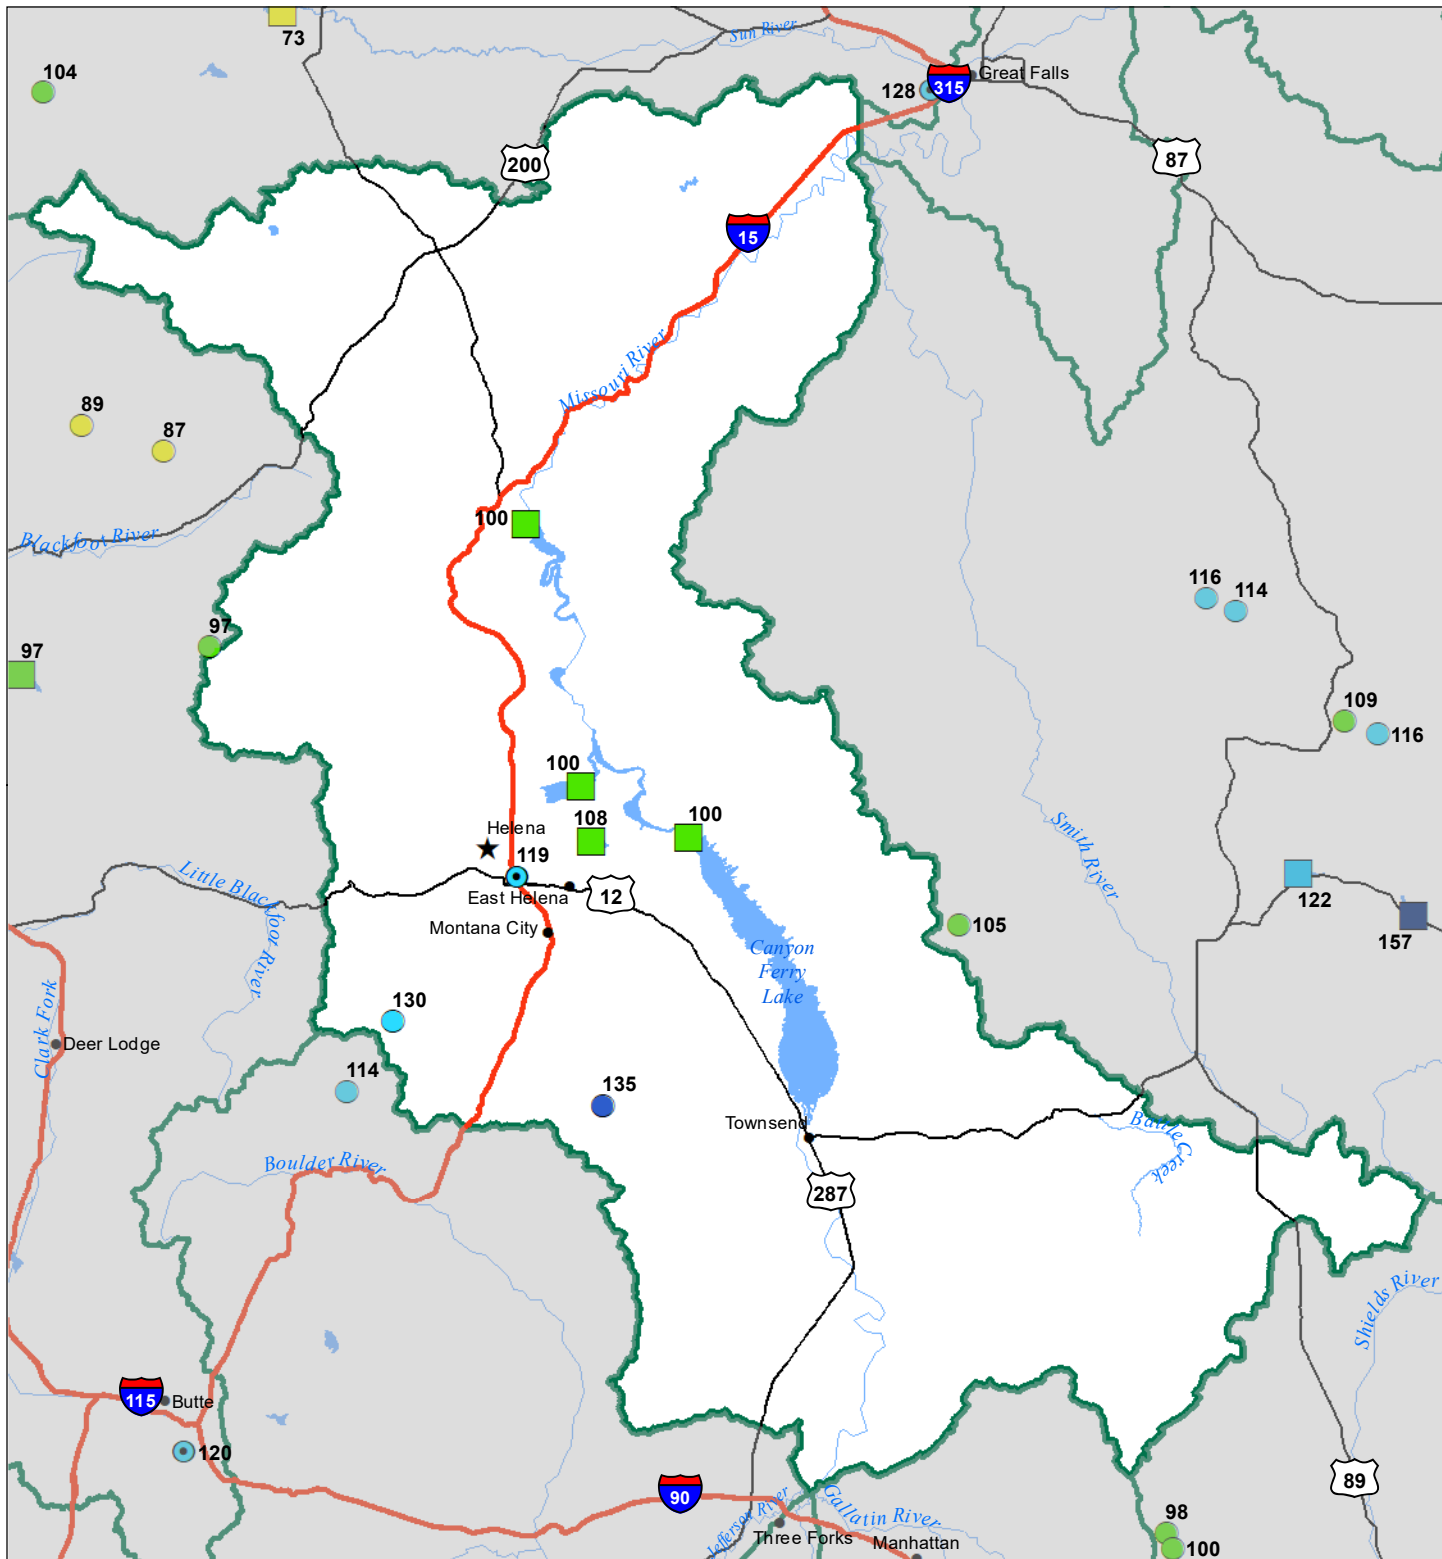 73
Sun River
104
128
315
Great Falls
200
87
15
Missouri River
89
87
100
Blackfoot River
116
114
97
97
109
116
100
108
100
Helena
119
East Helena
12
Little Blackfoot River
Smith River
122
157
105
Montana City
Canyon
Ferry
Lake
Clark Fork
130
Deer Lodge
114
135
Townsend
Battle Creek
Boulder River
287
Shields River
115
Butte
120
90
89
Jefferson River
Gallatin River
98
100
Three Forks
Manhattan